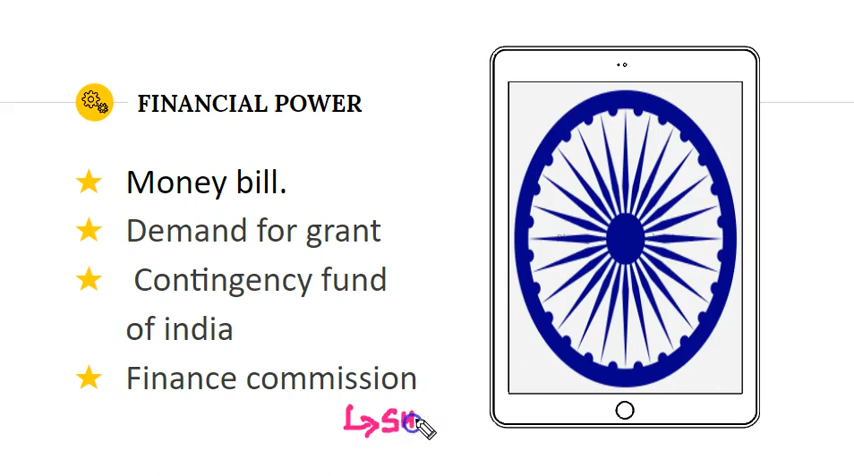 FINANCIAL POWER
Money bill.
Demand for grant
Contingency fund
of india
Finance commission